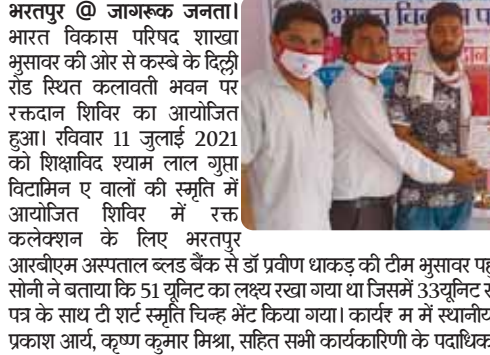 भरतपुर @ जागरूक जनता।
भारत विकास परिषद शाखा
भुसावर की ओर से कस्बे के दिल्ली
रोड स्थित कलावती भवन पर
रक्तदान शिविर का आयोजित
हुआ। रविवार 11 जुलाई 2021
को शिक्षाविद श्याम लाल गुप्ता
विटामिन ए वालों की स्मृति में
आयोजित शिविर में रक्त
कलेक्शन के लिए भरतपुर
आरबीएम अस्पताल ब्लड बैंक से डॉ प्रवीण धाकड़ की टीम भुसावर
सोनी ने बताया कि 51 यूनिट का लक्ष्य रखा गया था जिसमें 33यूनिट
पत्र के साथ टी शर्ट स्मृति चिन्ह भेंट किया गया। कार्य₹ म में स्थानीय
प्रकाश आर्य, कृष्ण कुमार मिश्रा, सहित सभी कार्यकारिणी के